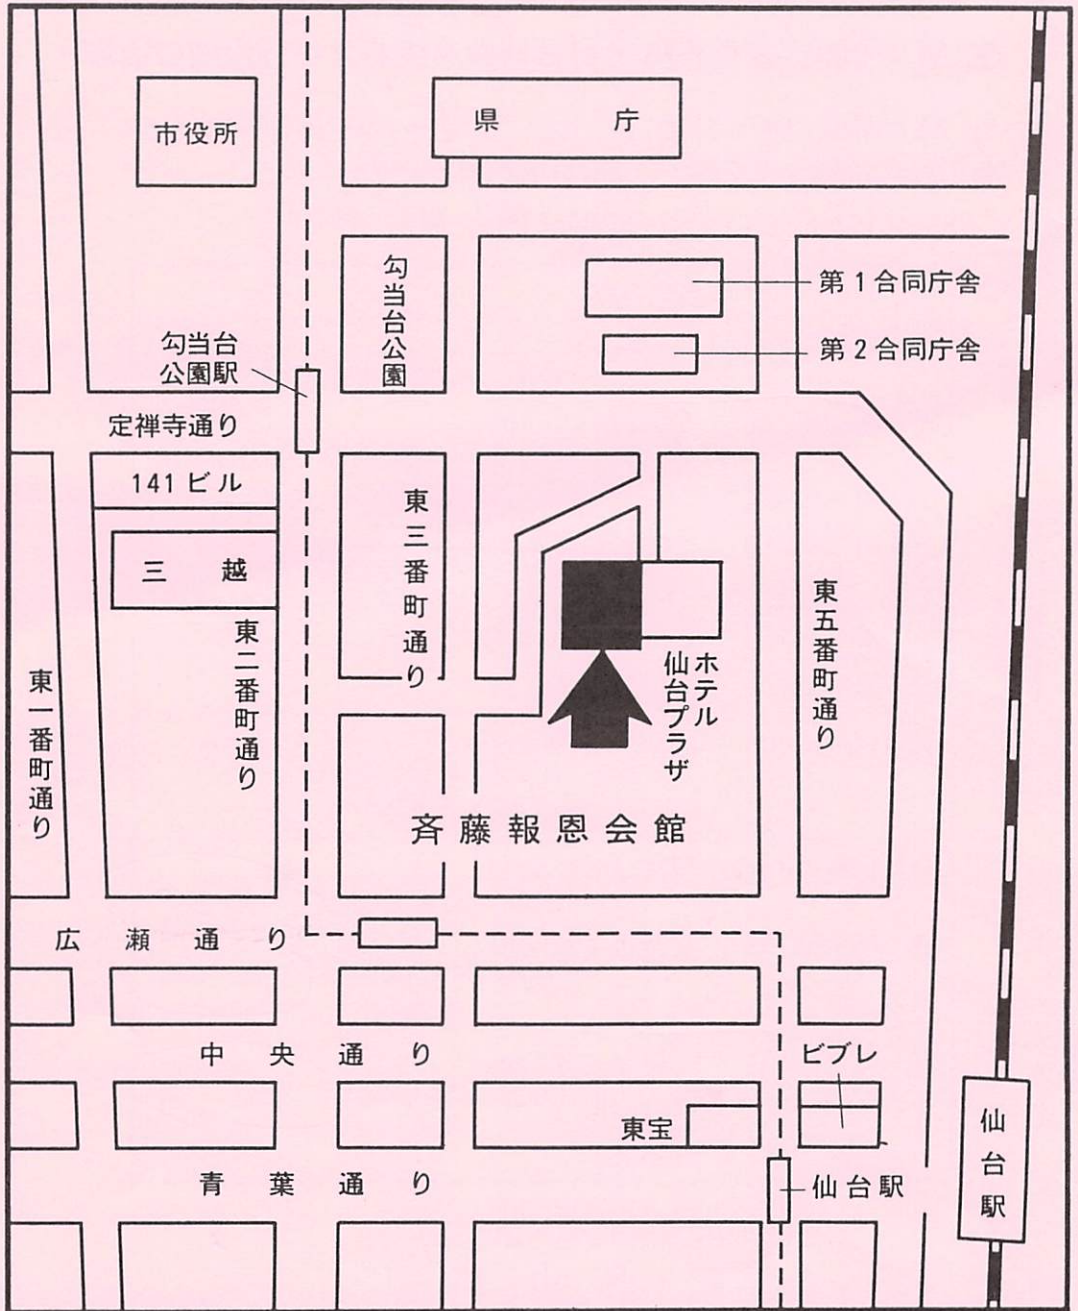 市役所
県庁
勾当台公園
第1合同庁舎
第2合同庁舎
勾当台
公園駅
定禅寺通り
141ビル
三越
東一番町通り
東二番町通り
東三番町通り
東五番町通り
ホテル
仙台プラザ
斉藤報恩会館
広瀬通り
中央通り
ビブレ
東宝
青葉通り
仙台駅
仙台駅